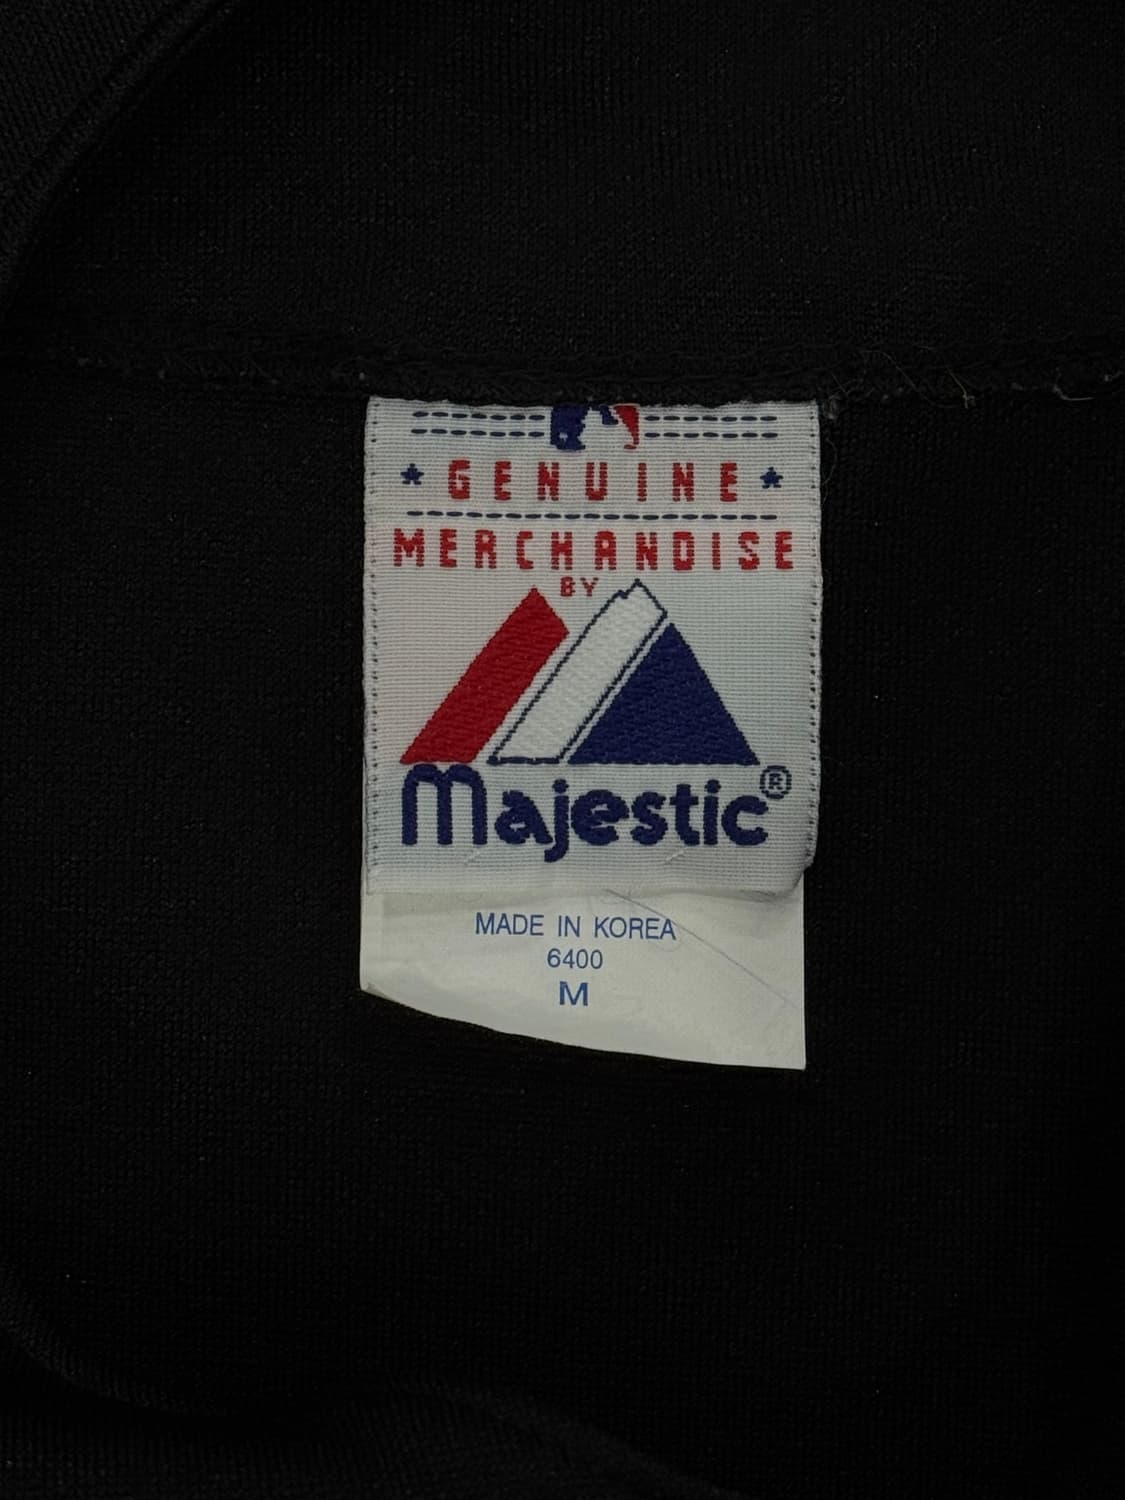 GENUINE
MERCHANDISE
BY
Majestic®
MADE IN KOREA
6400
M